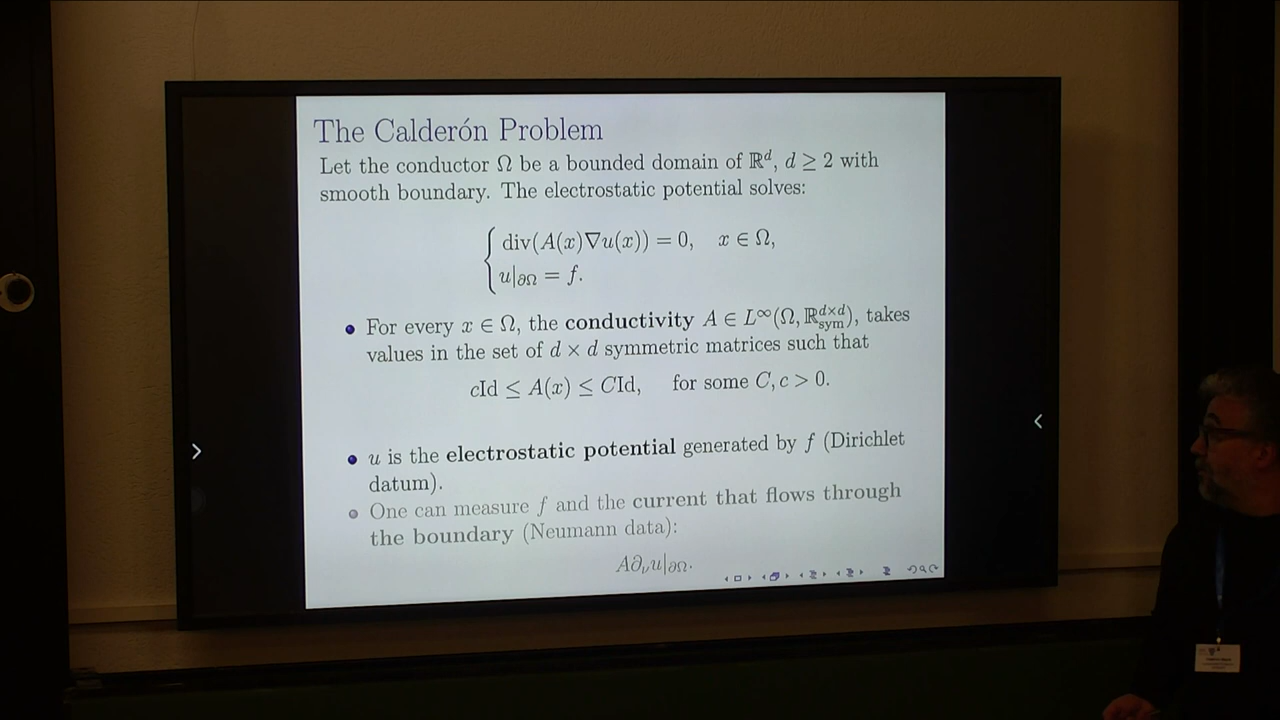 The Calderón Problem
Let the conductor Ω be a bounded domain of ℝ^d, d ≥ 2 with
smooth boundary. The electrostatic potential solves:
{ div(A(x)∇u(x)) = 0, x ∈ Ω,
u|∂Ω = f.
• For every x ∈ Ω, the conductivity A ∈ L^∞(Ω, ℝ^{d×d}_{sym}), takes
values in the set of d × d symmetric matrices such that
cId ≤ A(x) ≤ CId, for some C, c > 0.
• u is the electrostatic potential generated by f (Dirichlet
datum).
• One can measure f and the current that flows through
the boundary (Neumann data):
A∂_ν u|∂Ω.